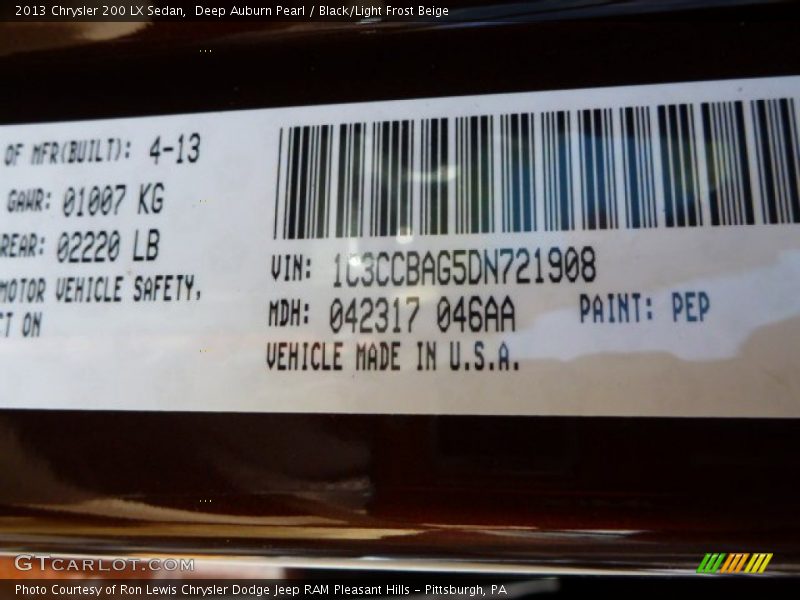 2013 Chrysler 200 LX Sedan, Deep Auburn Pearl / Black/Light Frost Beige
OF MFR(BUILT): 4-13
GAWR: 01007 KG
REAR: 02220 LB
MOTOR VEHICLE SAFETY,
CT ON
VIN: 1C3CCBAG5DN721908
MDH: 042317 046AA
PAINT: PEP
VEHICLE MADE IN U.S.A.
GTCARLOT.COM
Photo Courtesy of Ron Lewis Chrysler Dodge Jeep RAM Pleasant Hills - Pittsburgh, PA